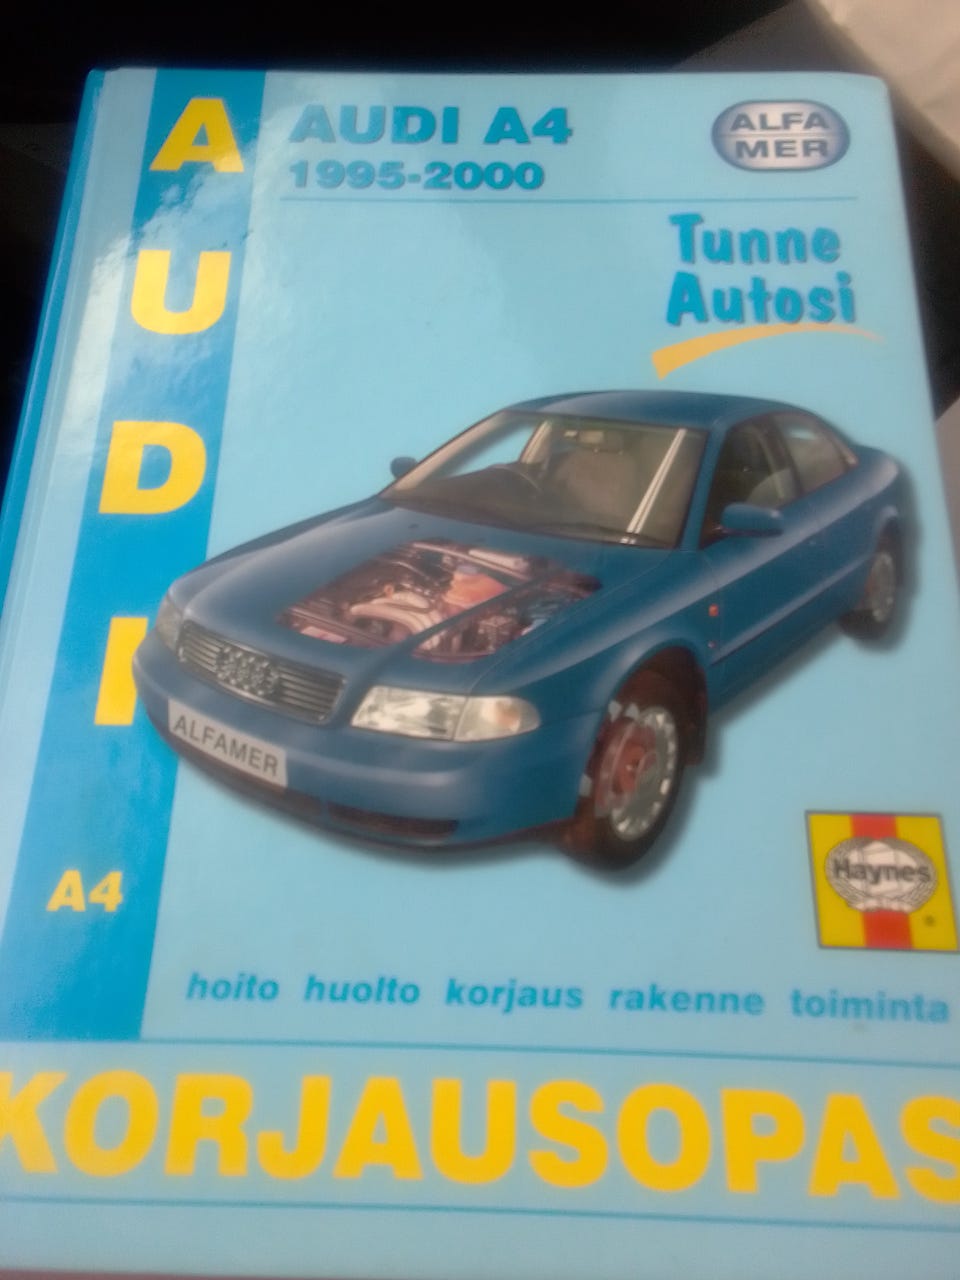 AUDI
AUDI A4
1995-2000
ALFA
MER
Tunne
Autosi
ALFAMER
A4
Haynes
hoito huolto korjaus rakenne toiminta
KORJAUSOPAS